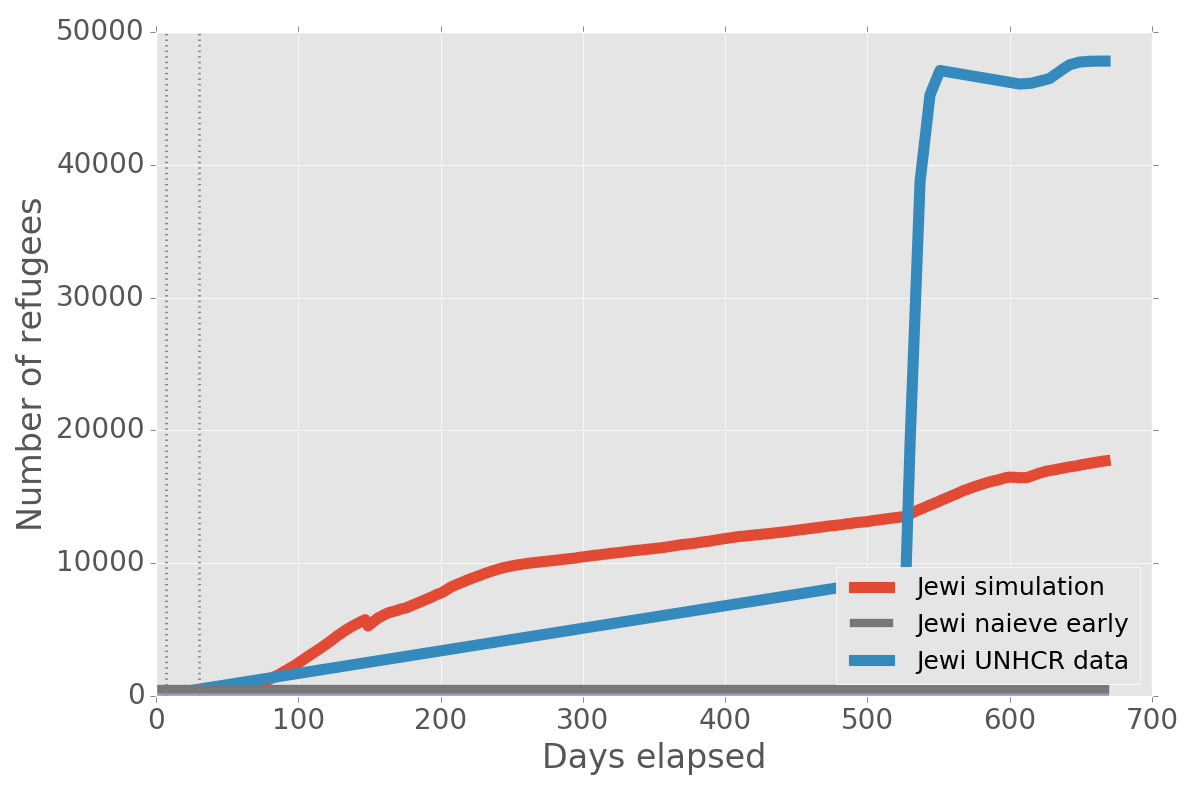 50000
40000
30000
20000
10000
0
Number of refugees
Jewi simulation
Jewi naieve early
Jewi UNHCR data
0 100 200 300 400 500 600 700
Days elapsed